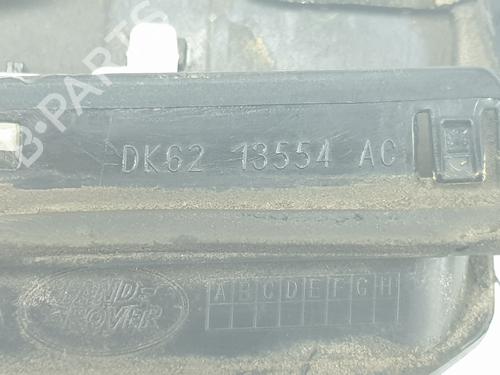 B·PARTS
DK62 13554 AC
LAND-
ROVER
A B C D E F G H